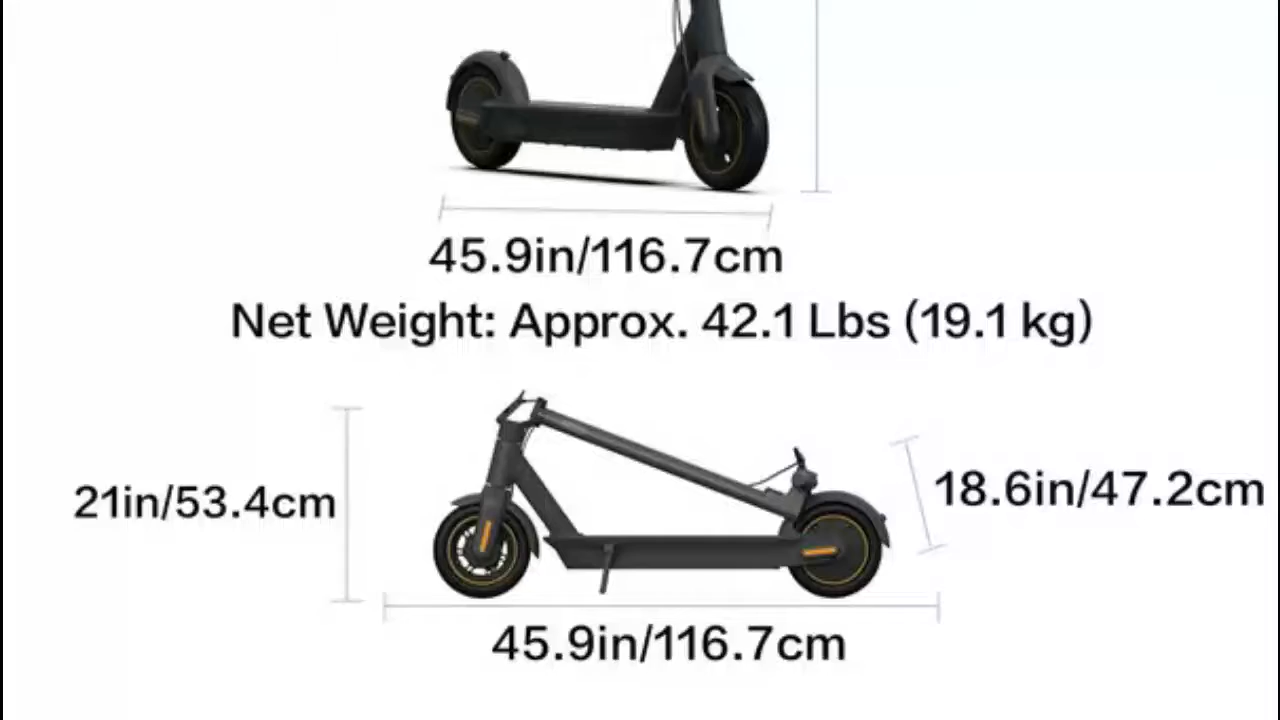 45.9in/116.7cm
Net Weight: Approx. 42.1 Lbs (19.1 kg)
21in/53.4cm
18.6in/47.2cm
45.9in/116.7cm